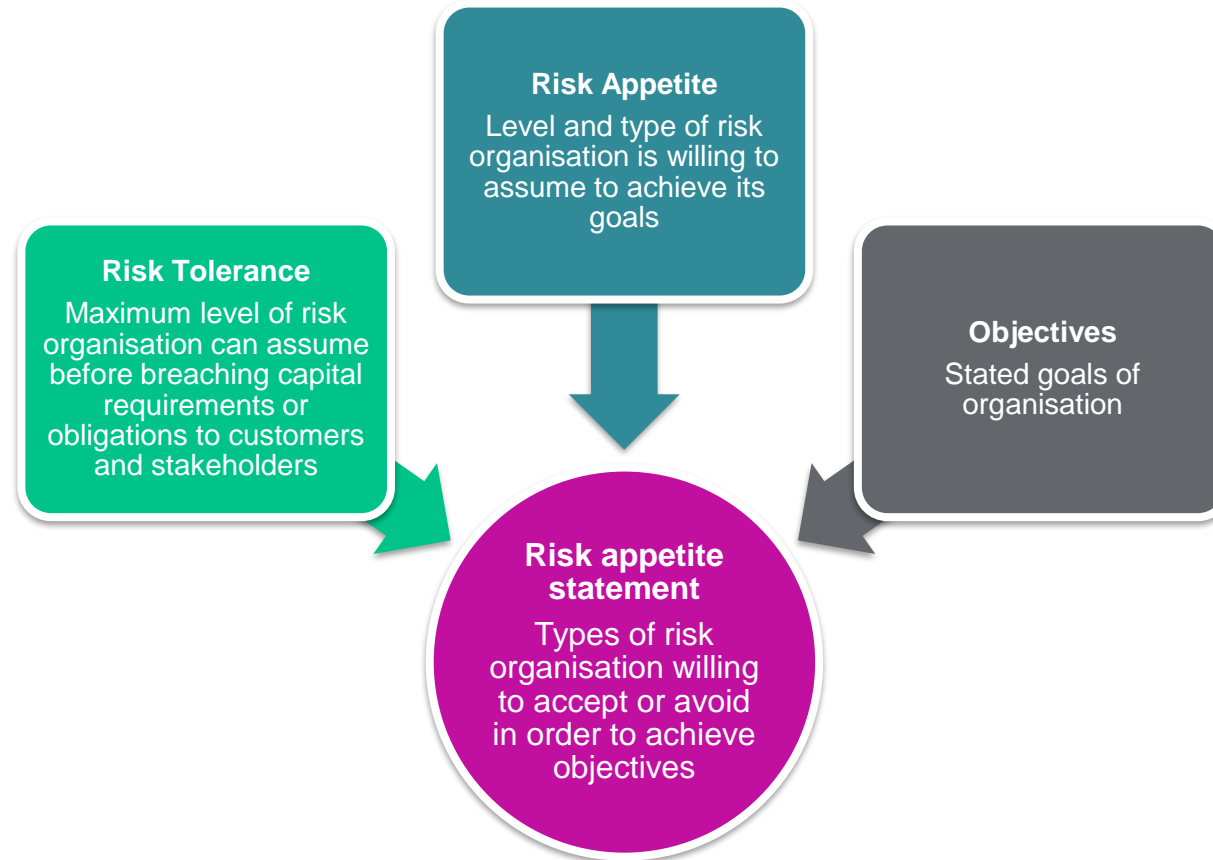 Risk Appetite
Level and type of risk
organisation is willing to
assume to achieve its
goals
Risk Tolerance
Maximum level of risk
organisation can assume
before breaching capital
requirements or
obligations to customers
and stakeholders
Objectives
Stated goals of
organisation
Risk appetite
statement
Types of risk
organisation willing
to accept or avoid
in order to achieve
objectives